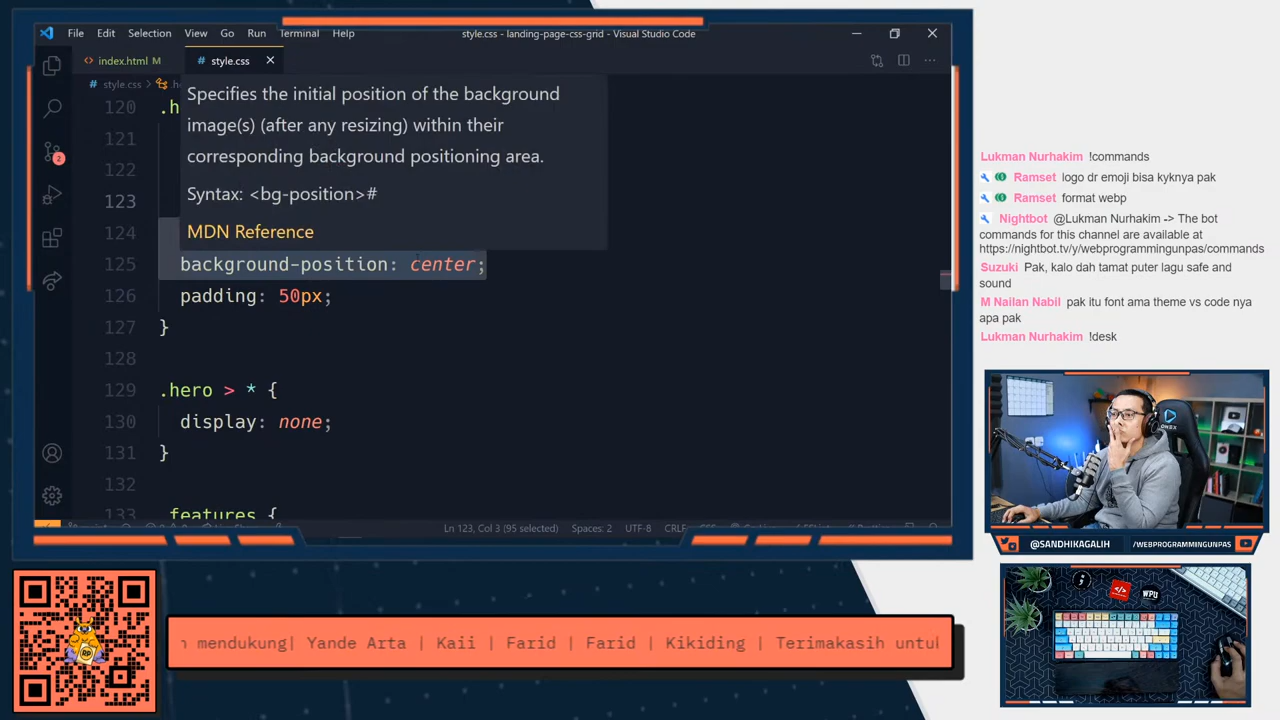 File Edit Selection View Go Run Terminal Help
style.css - landing-page-css-grid - Visual Studio Code
index.html M
# style.css
# style.css >
Specifies the initial position of the background
image(s) (after any resizing) within their
corresponding background positioning area.
Syntax: <bg-position>#
MDN Reference
120 .h
121
122
123
124
125 background-position: center;
126 padding: 50px;
127 }
128
129 .hero > * {
130 display: none;
131 }
132
133 .features {
2
Ln 123, Col 3 (95 selected) Spaces: 2 UTF-8 CRLF
Lukman Nurhakim !commands
Ramset logo dr emoji bisa kyknya pak
Ramset format webp
Nightbot @Lukman Nurhakim -> The bot
commands for this channel are available at
https://nightbot.tv/y/webprogrammingunpas/commands
Suzuki Pak, kalo dah tamat puter lagu safe and
sound
M Nailan Nabil pak itu font ama theme vs code nya
apa pak
Lukman Nurhakim !desk
@SANDHIKAGALIH /WEBPROGRAMMINGUNPAS
WPU
n mendukung| Yande Arta | Kaii | Farid | Farid | Kikiding | Terimakasih untuk